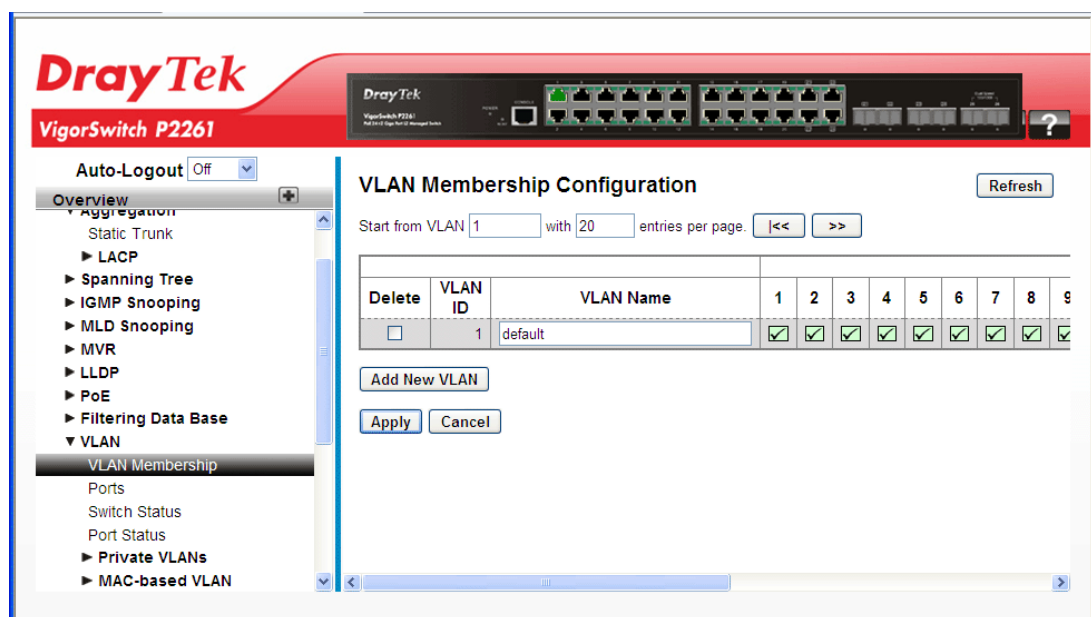 DrayTek
VigorSwitch P2261
DrayTek
VigorSwitch P2261
?
Auto-Logout Off
Overview
Aggregation
Static Trunk
LACP
Spanning Tree
IGMP Snooping
MLD Snooping
MVR
LLDP
PoE
Filtering Data Base
VLAN
VLAN Membership
Ports
Switch Status
Port Status
Private VLANs
MAC-based VLAN
VLAN Membership Configuration
Refresh
Start from VLAN 1 with 20 entries per page. |<< >>
Delete VLAN ID VLAN Name 1 2 3 4 5 6 7 8 9
1 default
Add New VLAN
Apply Cancel